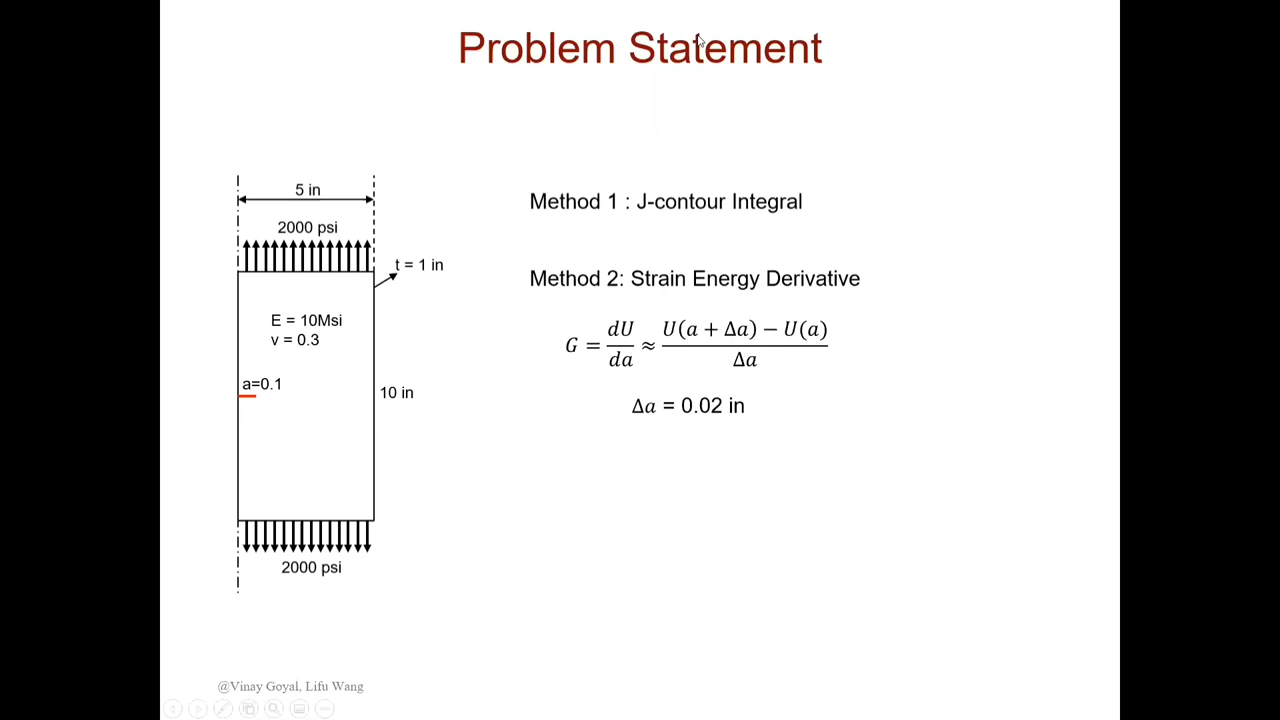 Problem Statement
5 in
2000 psi
t = 1 in
E = 10Msi
v = 0.3
a=0.1
10 in
2000 psi
Method 1 : J-contour Integral
Method 2: Strain Energy Derivative
G = dU/da ≈ U(a + Δa) − U(a)/Δa
Δa = 0.02 in
@Vinay Goyal, Lifu Wang